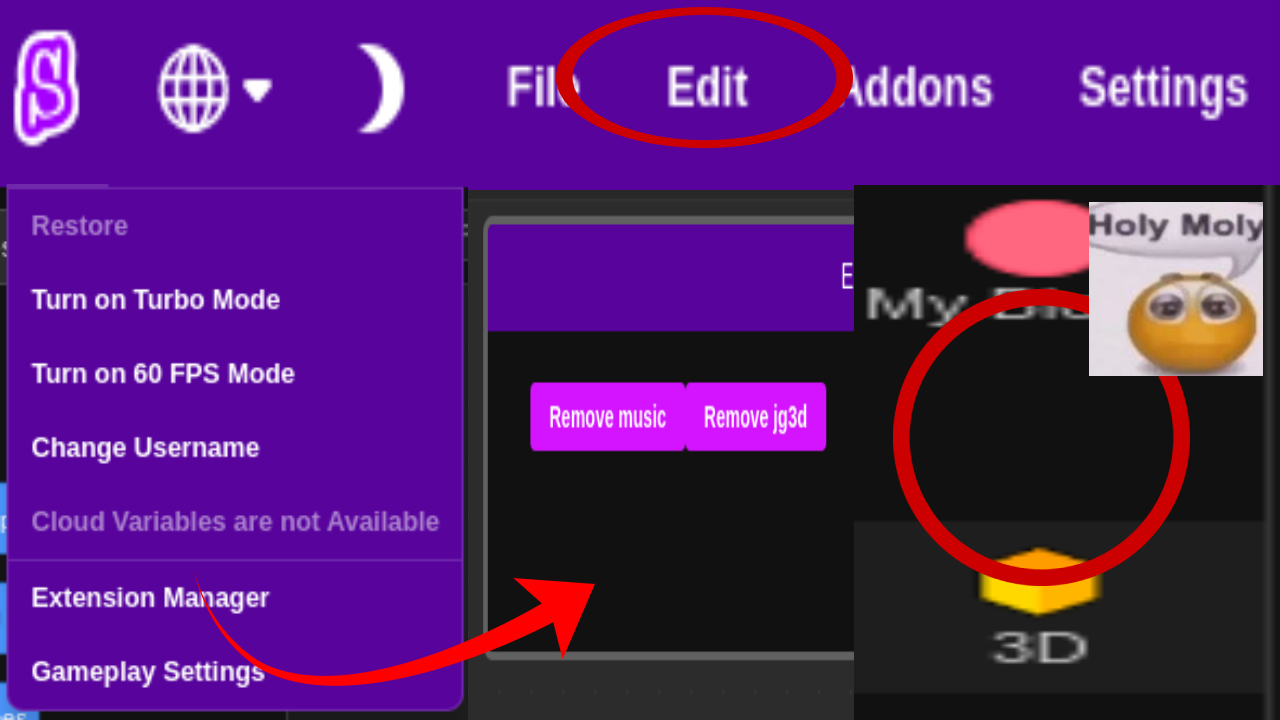 S
File Edit Addons Settings
Restore
Turn on Turbo Mode
Turn on 60 FPS Mode
Change Username
Cloud Variables are not Available
Extension Manager
Gameplay Settings
E
Remove music Remove jg3d
My
Holy Moly
3D